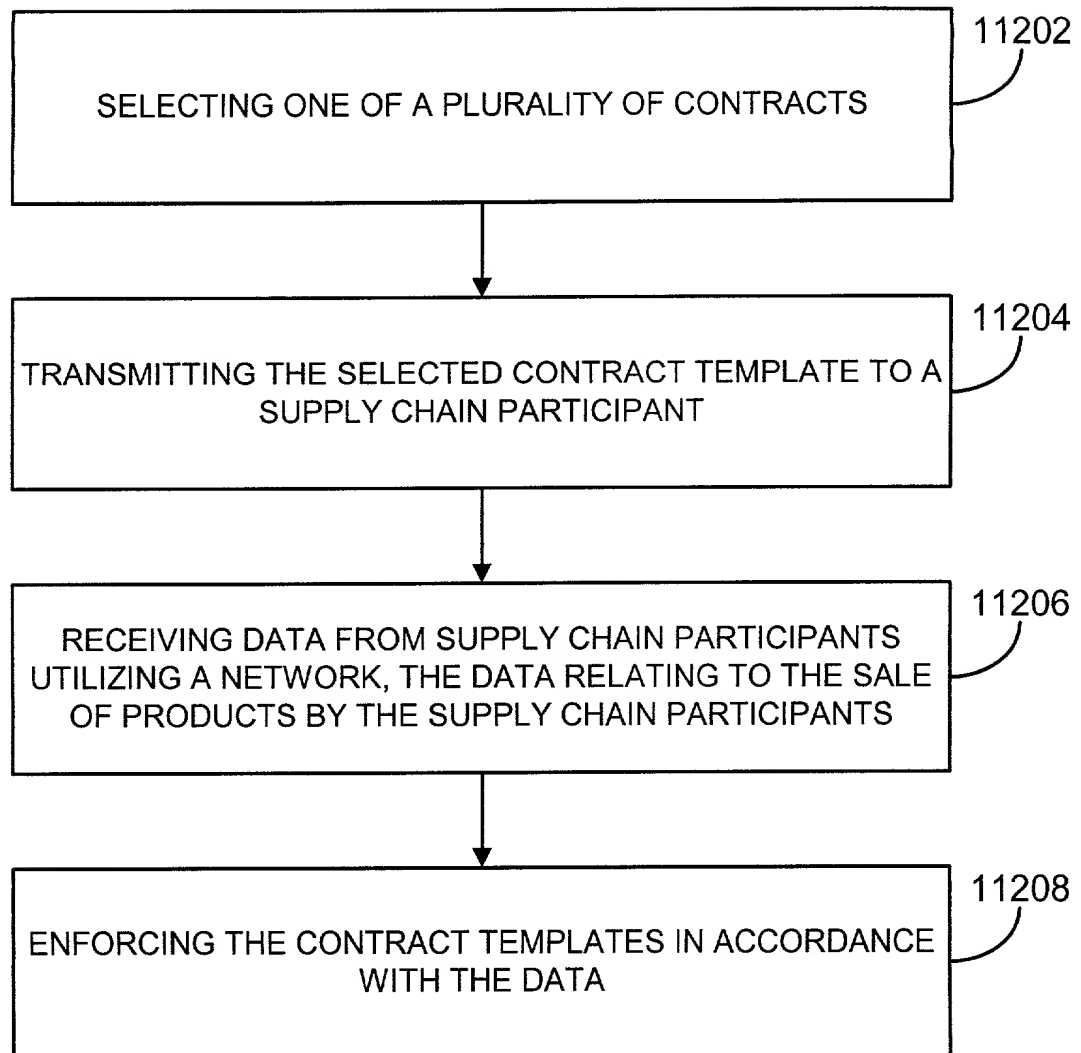 11202
SELECTING ONE OF A PLURALITY OF CONTRACTS
11204
TRANSMITTING THE SELECTED CONTRACT TEMPLATE TO A
SUPPLY CHAIN PARTICIPANT
11206
RECEIVING DATA FROM SUPPLY CHAIN PARTICIPANTS
UTILIZING A NETWORK, THE DATA RELATING TO THE SALE
OF PRODUCTS BY THE SUPPLY CHAIN PARTICIPANTS
11208
ENFORCING THE CONTRACT TEMPLATES IN ACCORDANCE
WITH THE DATA